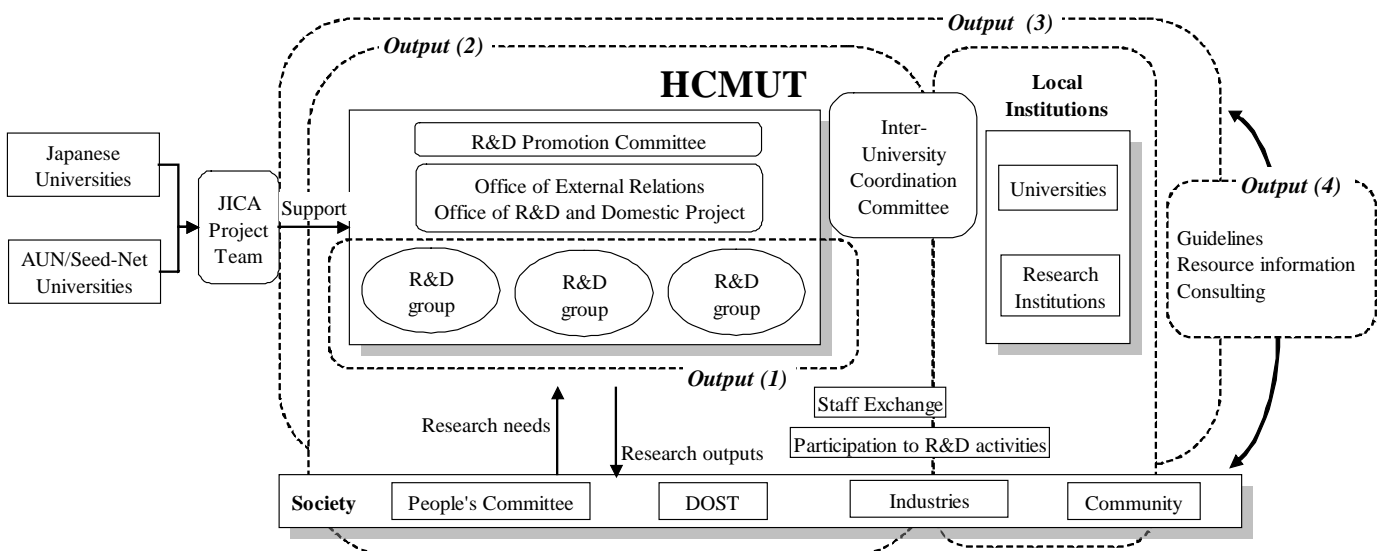 Output (3)
Output (2)
HCMUT
Local
Institutions
Japanese
Universities
AUN/Seed-Net
Universities
JICA
Project
Team
Support
R&D Promotion Committee
Office of External Relations
Office of R&D and Domestic Project
R&D
group
R&D
group
R&D
group
Output (1)
Inter-
University
Coordination
Committee
Universities
Research
Institutions
Output (4)
Guidelines
Resource information
Consulting
Staff Exchange
Participation to R&D activities
Research needs
Research outputs
Society
People's Committee
DOST
Industries
Community